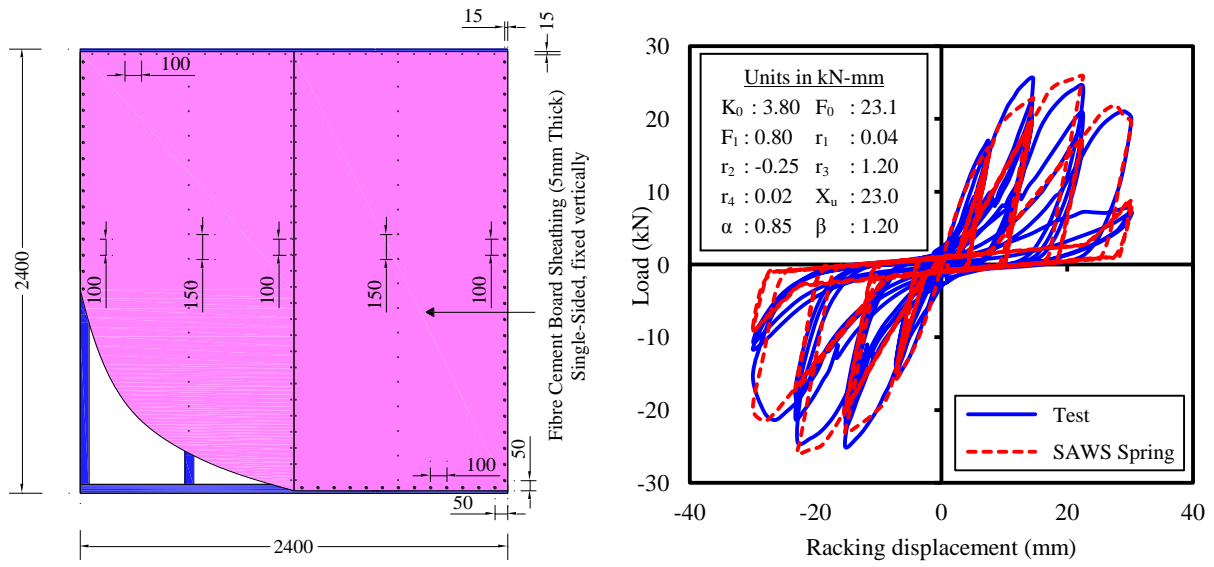 15
15
100
2400
100
150
100
150
100
100
50
50
2400
Fibre Cement Board Sheathing (5mm Thick)
Single-Sided, fixed vertically
30
20
10
0
-10
-20
-30
-40
-20
0
20
40
Load (kN)
Racking displacement (mm)
Units in kN-mm
K0 : 3.80 F0 : 23.1
F1 : 0.80 r1 : 0.04
r2 : -0.25 r3 : 1.20
r4 : 0.02 Xu : 23.0
α : 0.85 β : 1.20
Test
SAWS Spring